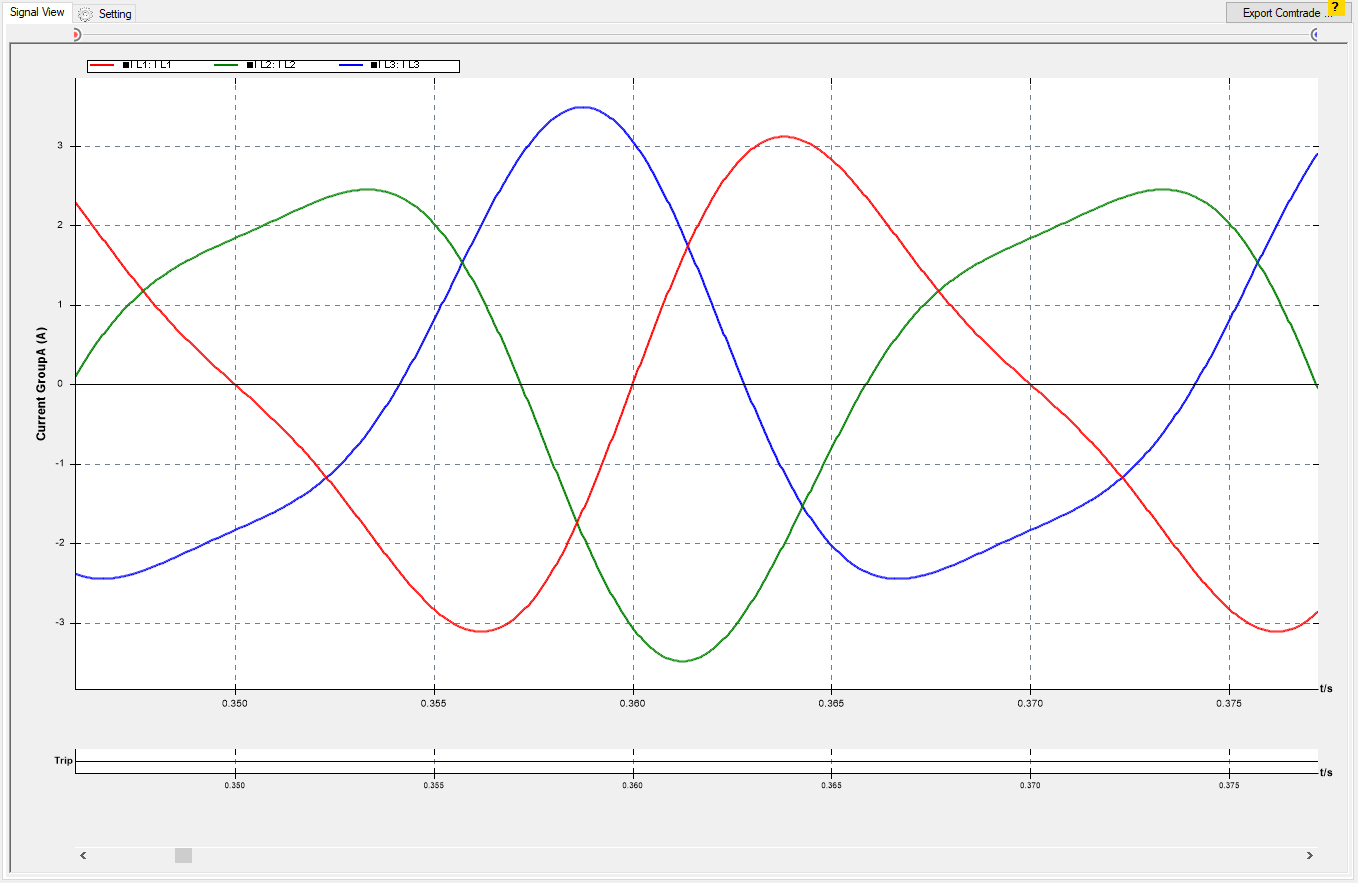 Signal View Setting Export Comtrade ... ?
I L1: I L1 I L2: I L2 I L3: I L3
Current GroupA (A)
3
2
1
0
-1
-2
-3
t/s
0.350 0.355 0.360 0.365 0.370 0.375
Trip
t/s
0.350 0.355 0.360 0.365 0.370 0.375